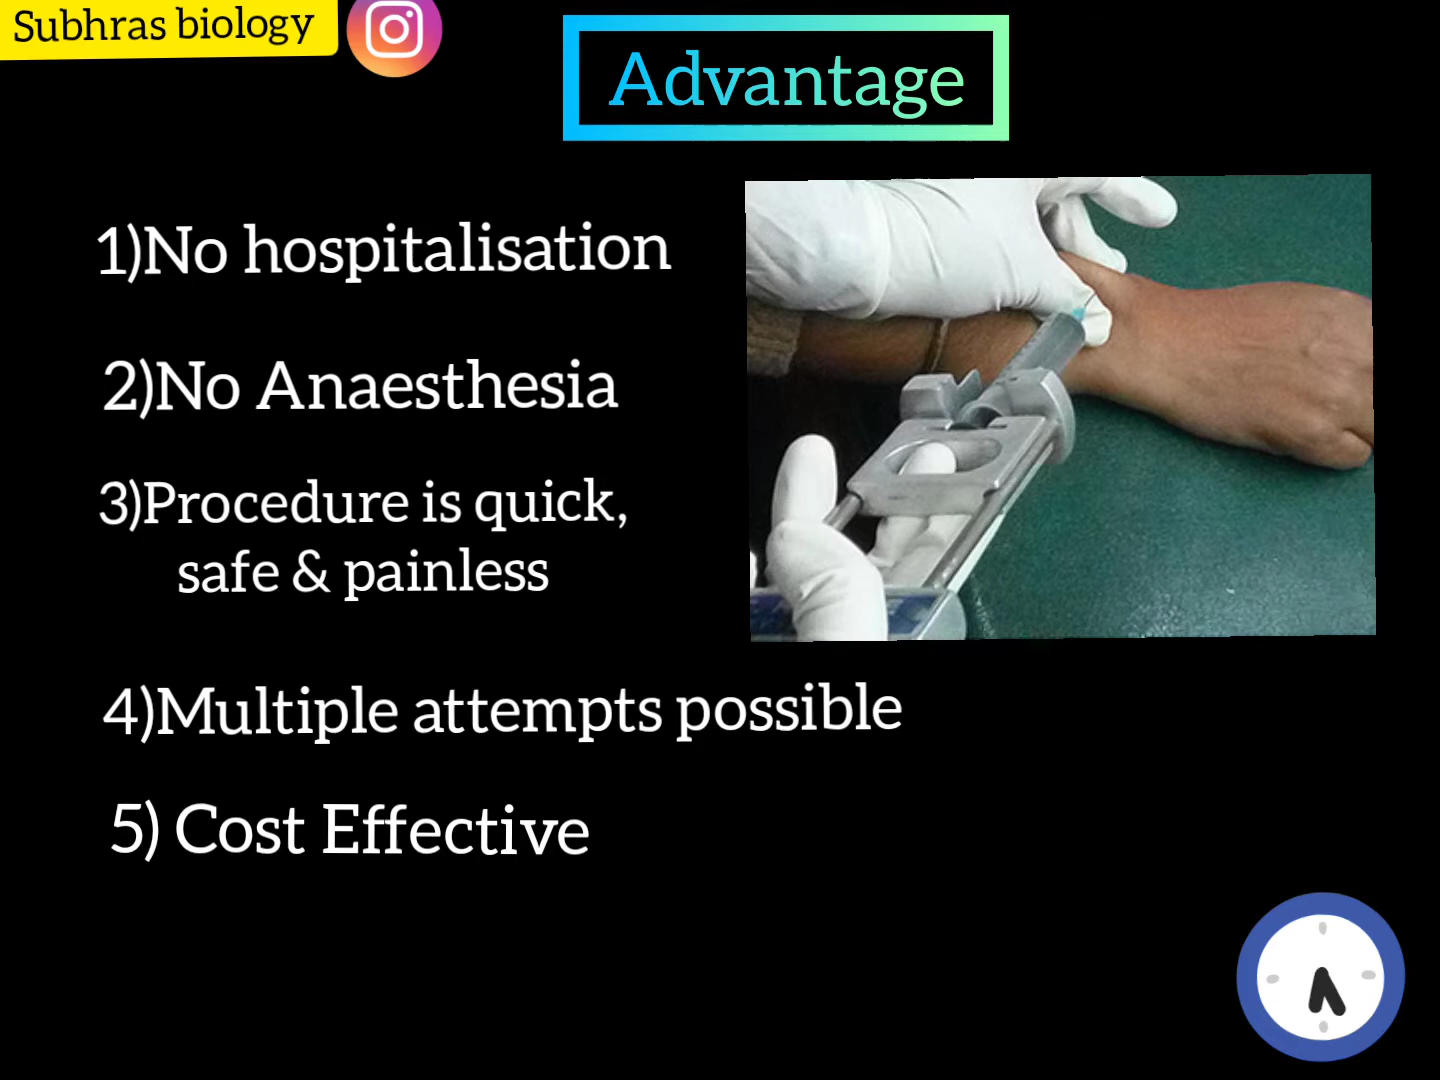 Subhras biology
Advantage
1)No hospitalisation
2)No Anaesthesia
3)Procedure is quick,
safe & painless
4)Multiple attempts possible
5) Cost Effective